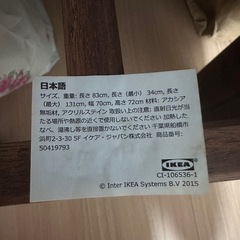 日本語
サイズ、重量: 長さ 83cm, 長さ（最小） 34cm, 長さ
（最大） 131cm, 幅 70cm, 高さ 72cm 材料: アカシア
無垢材, アクリルステイン 取扱い上の注意: 直射日光が当
たる場所や熱源の近くで使用しないでください 加熱したな
べ、湯沸し等を直接置かないでください 千葉県船橋市
浜町2-3-30 5F イケア・ジャパン株式会社 商品番号:
S0419793
IKEA
CI-106536-1
© Inter IKEA Systems B.V 2015